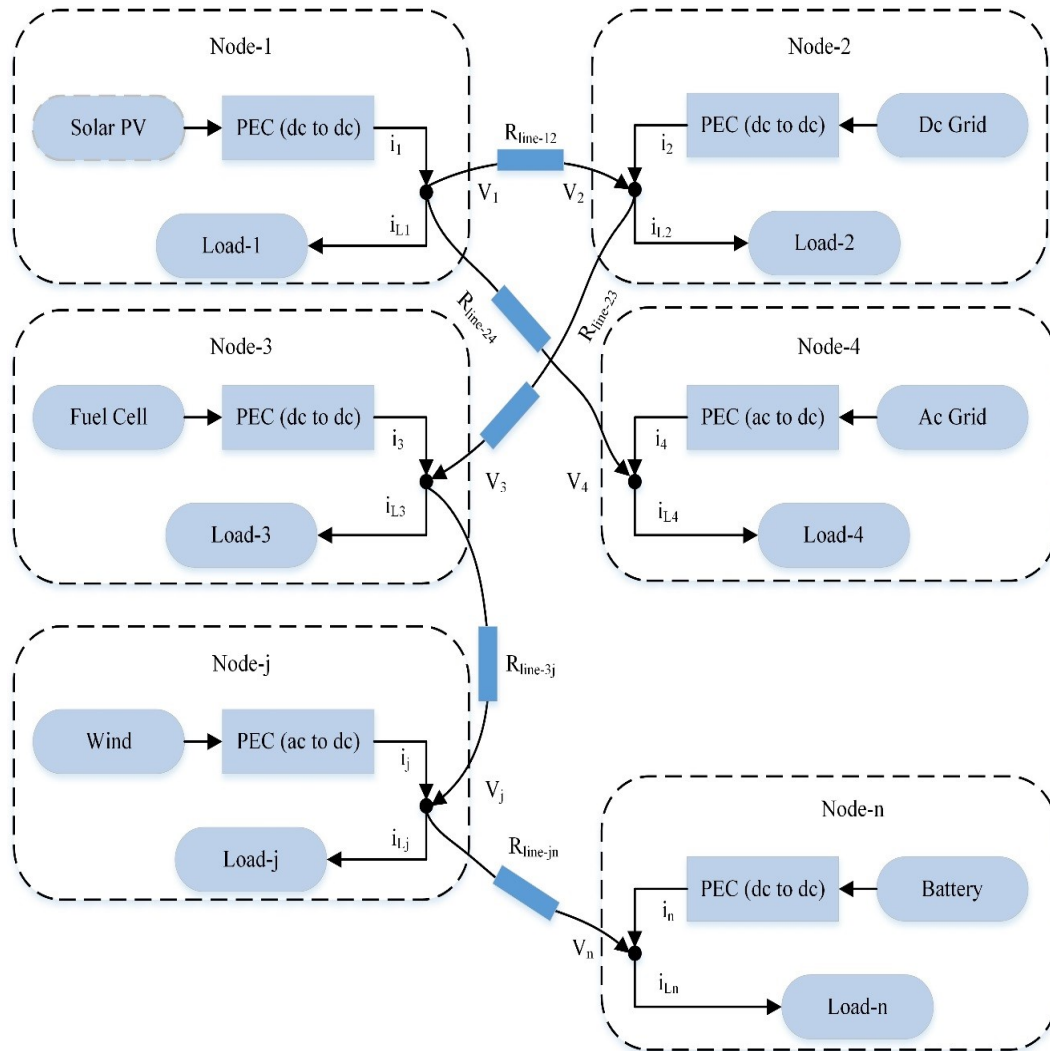 Node-1
Solar PV
PEC (dc to dc)
i1
iL1
Load-1
Rline-12
V1
V2
Node-2
PEC (dc to dc)
Dc Grid
i2
iL2
Load-2
Rline-24
Rline-23
Node-3
Fuel Cell
PEC (dc to dc)
i3
iL3
Load-3
V3
V4
Node-4
PEC (ac to dc)
Ac Grid
i4
iL4
Load-4
Rline-3j
Node-j
Wind
PEC (ac to dc)
ij
iLj
Load-j
Vj
Rline-jn
Vn
Node-n
PEC (dc to dc)
Battery
in
iLn
Load-n